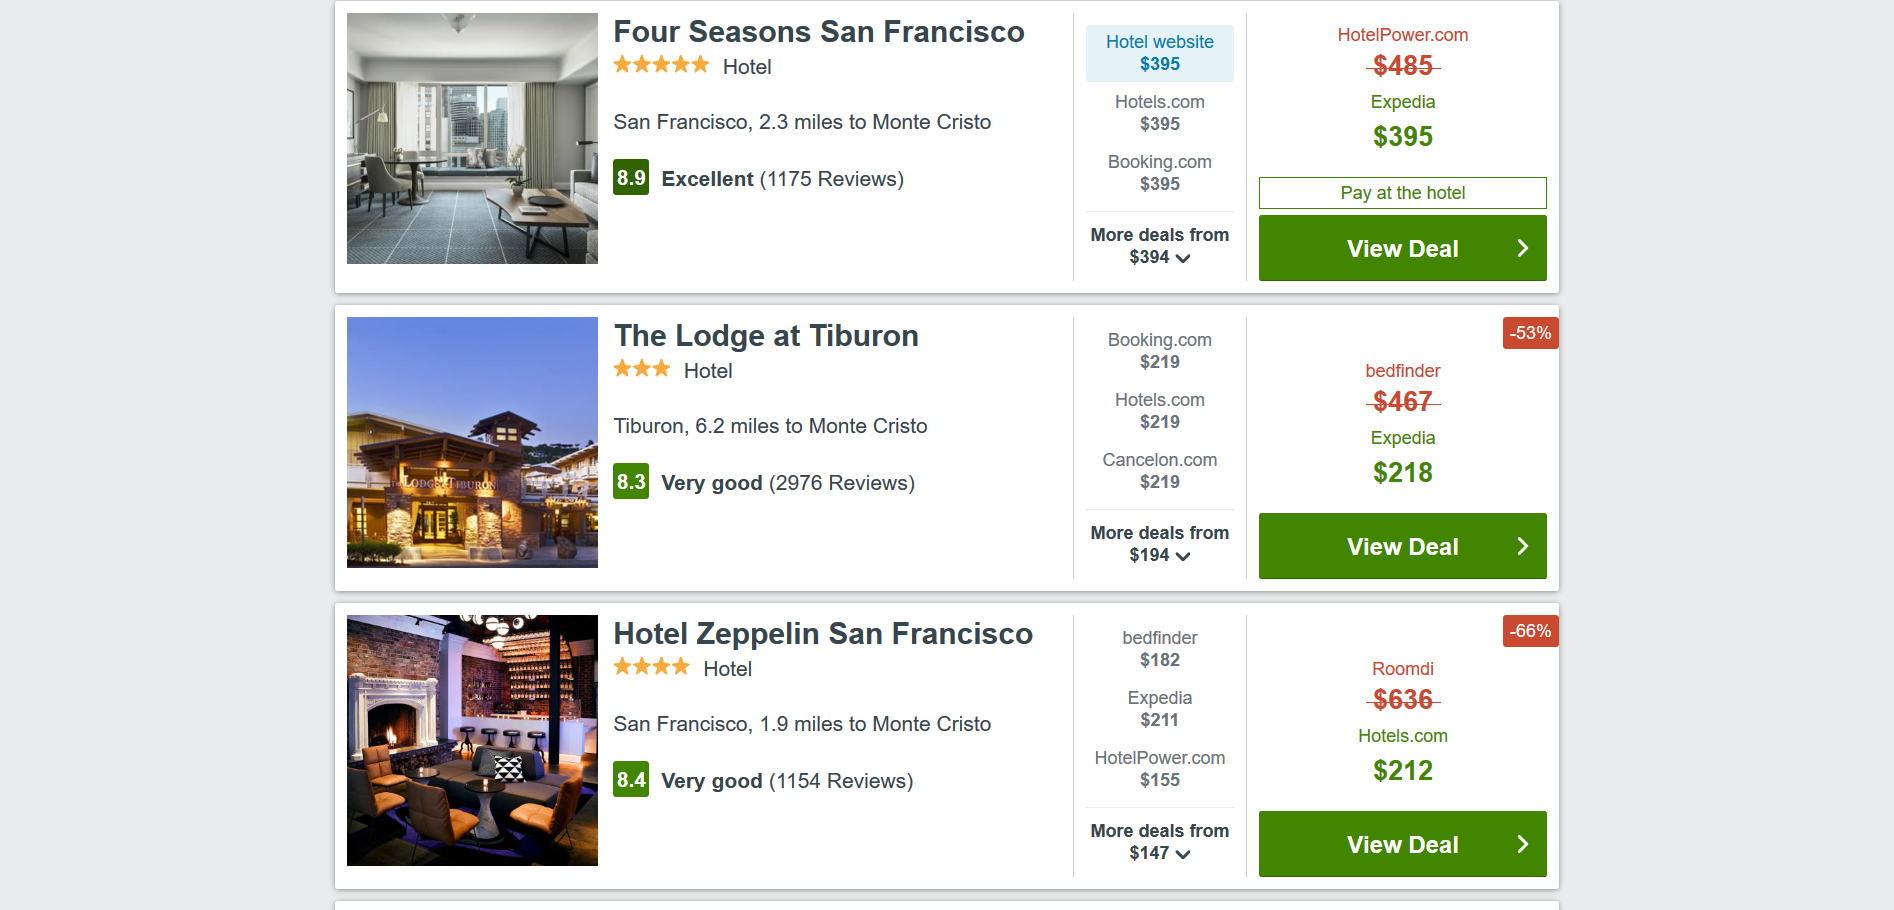 Four Seasons San Francisco
Hotel
San Francisco, 2.3 miles to Monte Cristo
8.9 Excellent (1175 Reviews)
Hotel website
$395
Hotels.com
$395
Booking.com
$395
More deals from
$394
HotelPower.com
$485
Expedia
$395
Pay at the hotel
View Deal
The Lodge at Tiburon
Hotel
Tiburon, 6.2 miles to Monte Cristo
8.3 Very good (2976 Reviews)
THE LODGE AT TIBURON
Booking.com
$219
Hotels.com
$219
Cancelon.com
$219
More deals from
$194
-53%
bedfinder
$467
Expedia
$218
View Deal
Hotel Zeppelin San Francisco
Hotel
San Francisco, 1.9 miles to Monte Cristo
8.4 Very good (1154 Reviews)
bedfinder
$182
Expedia
$211
HotelPower.com
$155
More deals from
$147
-66%
Roomdi
$636
Hotels.com
$212
View Deal